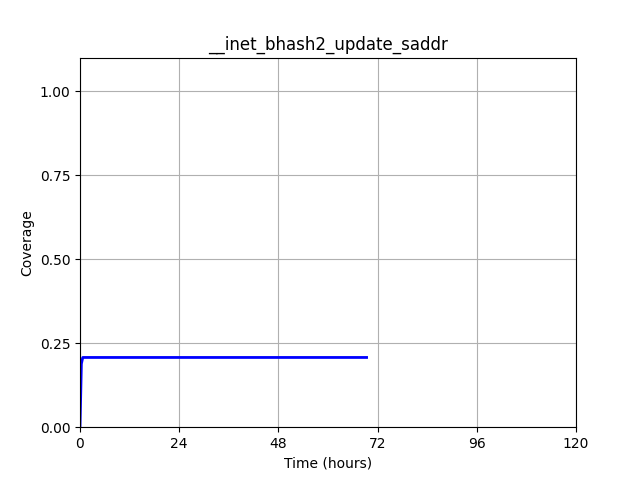 __inet_bhash2_update_saddr
Coverage
1.00
0.75
0.50
0.25
0.00
0 24 48 72 96 120
Time (hours)